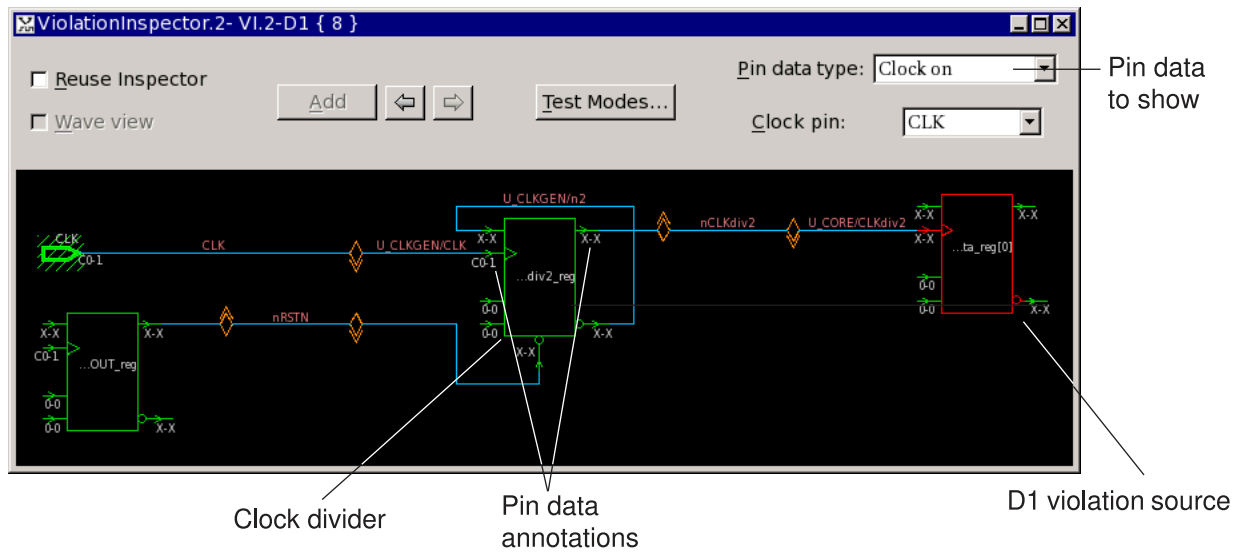 ViolationInspector.2- VI.2-D1 { 8 }
Reuse Inspector
Wave view
Add
Test Modes...
Pin data type:
Clock on
Clock pin:
CLK
Pin data
to show
U_CLKGEN/n2
CLK
C0-1
CLK
U_CLKGEN/CLK
X-X
C0-1
...div2_reg
0-0
0-0
X-X
X-X
X-X
nCLKdiv2
U_CORE/CLKdiv2
X-X
X-X
...ta_reg[0]
0-0
0-0
X-X
X-X
nRSTN
X-X
C0-1
...OUT_reg
0-0
0-0
X-X
X-X
Clock divider
Pin data
annotations
D1 violation source